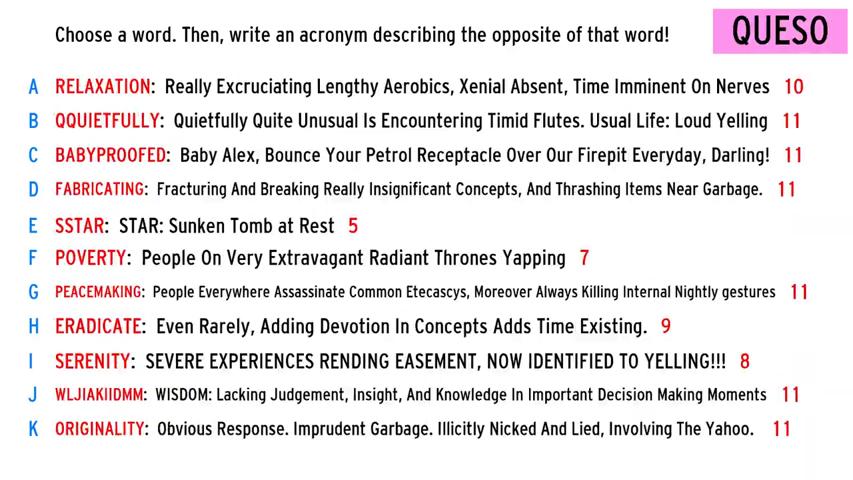 Choose a word. Then, write an acronym describing the opposite of that word!
QUESO
A RELAXATION: Really Excruciating Lengthy Aerobics, Xenial Absent, Time Imminent On Nerves 10
B QQUIETFULLY: Quietfully Quite Unusual Is Encountering Timid Flutes. Usual Life: Loud Yelling 11
C BABYPROOFED: Baby Alex, Bounce Your Petrol Receptacle Over Our Firepit Everyday, Darling! 11
D FABRICATING: Fracturing And Breaking Really Insignificant Concepts, And Thrashing Items Near Garbage. 11
E SSTAR: STAR: Sunken Tomb at Rest 5
F POVERTY: People On Very Extravagant Radiant Thrones Yapping 7
G PEACEMAKING: People Everywhere Assassinate Common Etecascys, Moreover Always Killing Internal Nightly gestures 11
H ERADICATE: Even Rarely, Adding Devotion In Concepts Adds Time Existing. 9
I SERENITY: SEVERE EXPERIENCES RENDING EASEMENT, NOW IDENTIFIED TO YELLING!!! 8
J WLJIAKIIDMM: WISDOM: Lacking Judgement, Insight, And Knowledge In Important Decision Making Moments 11
K ORIGINALITY: Obvious Response. Imprudent Garbage. Illicitly Nicked And Lied, Involving The Yahoo. 11